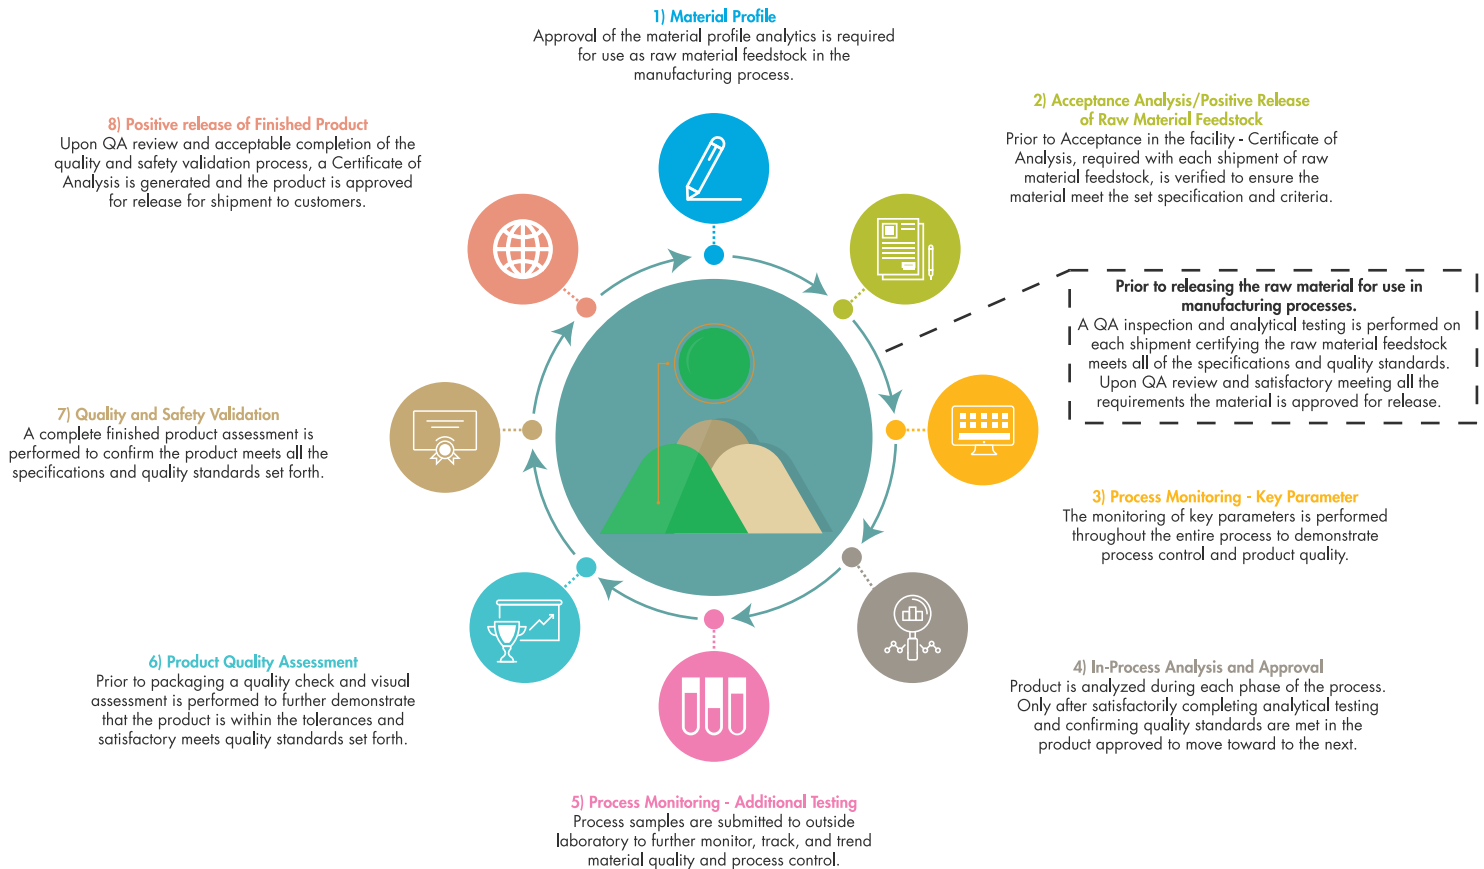 1) Material Profile
Approval of the material profile analytics is required
for use as raw material feedstock in the
manufacturing process.
2) Acceptance Analysis/Positive Release
of Raw Material Feedstock
Prior to Acceptance in the facility - Certificate of
Analysis, required with each shipment of raw
material feedstock, is verified to ensure the
material meet the set specification and criteria.
Prior to releasing the raw material for use in
manufacturing processes.
A QA inspection and analytical testing is performed on
each shipment certifying the raw material feedstock
meets all of the specifications and quality standards.
Upon QA review and satisfactory meeting all the
requirements the material is approved for release.
3) Process Monitoring - Key Parameter
The monitoring of key parameters is performed
throughout the entire process to demonstrate
process control and product quality.
4) In-Process Analysis and Approval
Product is analyzed during each phase of the process.
Only after satisfactorily completing analytical testing
and confirming quality standards are met in the
product approved to move toward to the next.
5) Process Monitoring - Additional Testing
Process samples are submitted to outside
laboratory to further monitor, track, and trend
material quality and process control.
6) Product Quality Assessment
Prior to packaging a quality check and visual
assessment is performed to further demonstrate
that the product is within the tolerances and
satisfactory meets quality standards set forth.
7) Quality and Safety Validation
A complete finished product assessment is
performed to confirm the product meets all the
specifications and quality standards set forth.
8) Positive release of Finished Product
Upon QA review and acceptable completion of the
quality and safety validation process, a Certificate of
Analysis is generated and the product is approved
for release for shipment to customers.